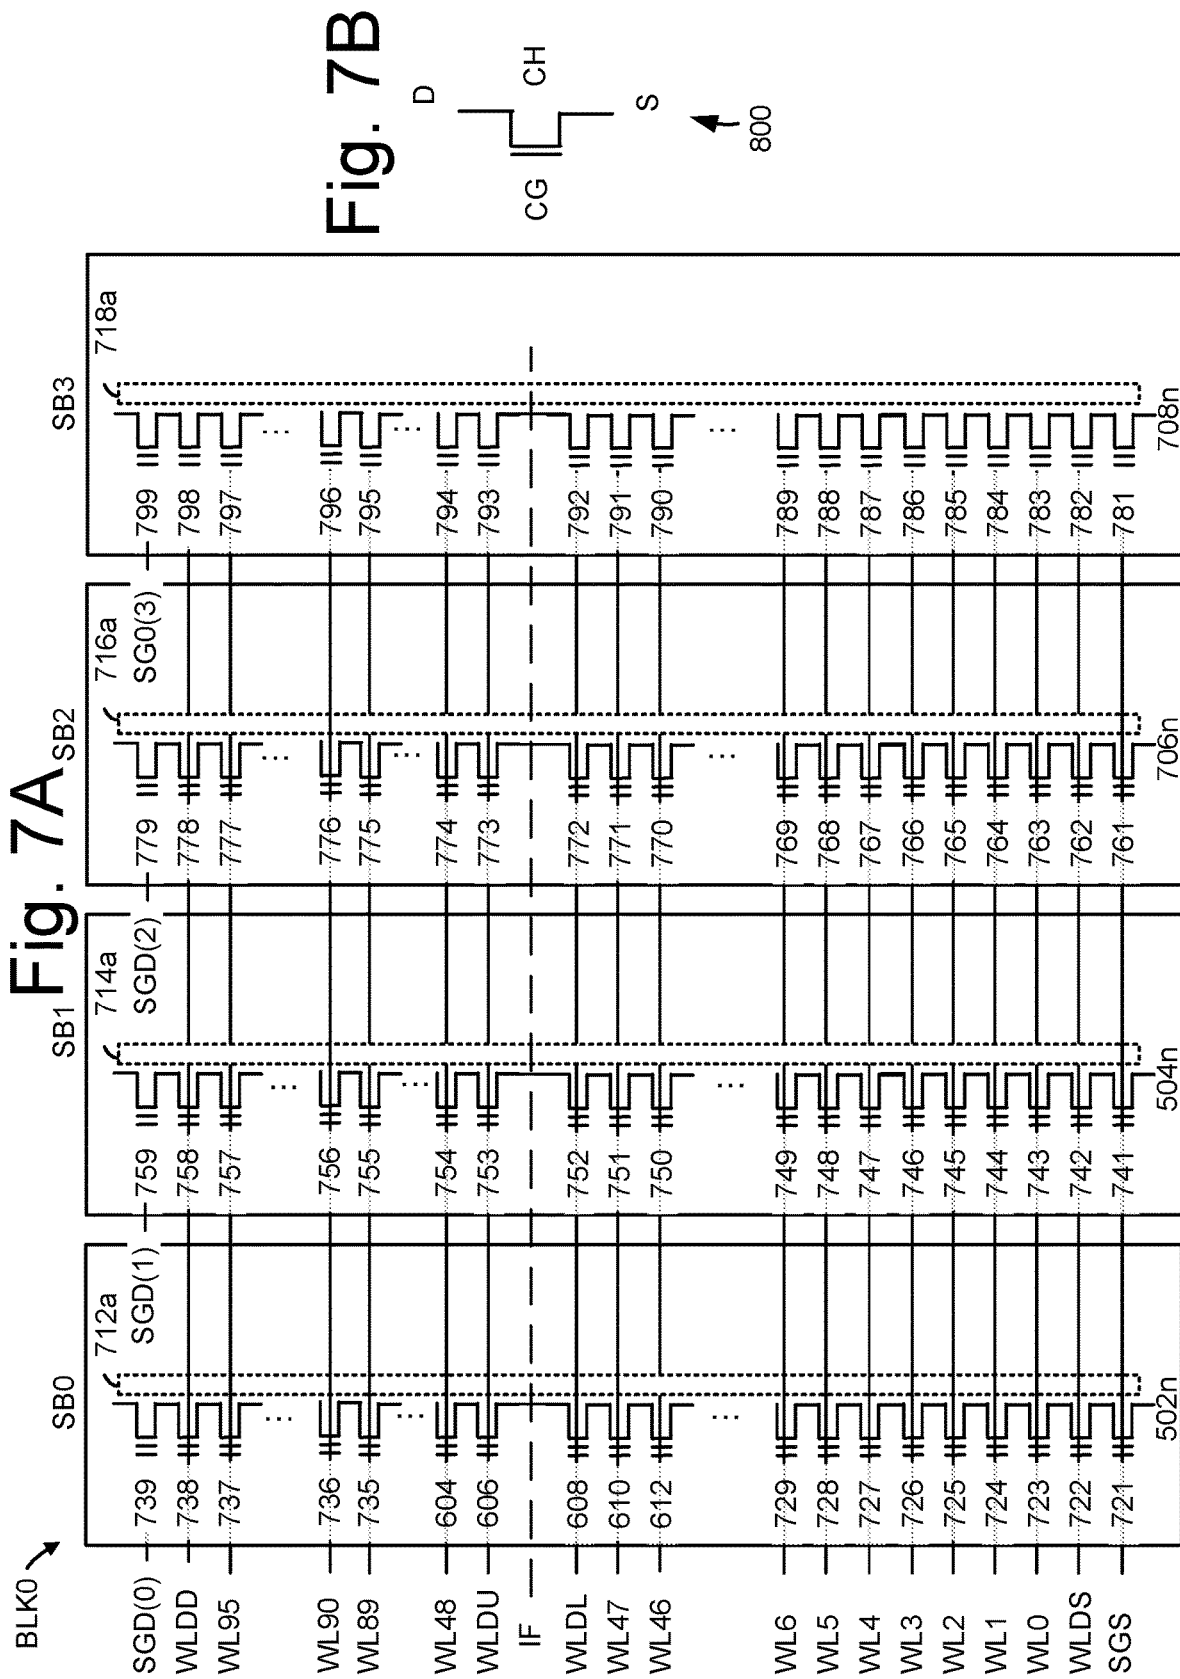 Fig. 7A
BLK0
SB0
SB1
SB2
SB3
712a
714a
716a
718a
SGD(0) 739 SGD(1) 759 SGD(2) 779 SG0(3) 799
WLDD 738 758 778 798
WL95 737 757 777 797
... ... ... ...
WL90 736 756 776 796
WL89 735 755 775 795
... ... ... ...
WL48 604 754 774 794
WLDU 606 753 773 793
IF
WLDL 608 752 772 792
WL47 610 751 771 791
WL46 612 750 770 790
... ... ... ...
WL6 729 749 769 789
WL5 728 748 768 788
WL4 727 747 767 787
WL3 726 746 766 786
WL2 725 745 765 785
WL1 724 744 764 784
WL0 723 743 763 783
WLDS 722 742 762 782
SGS 721 741 761 781
502n 504n 706n 708n
Fig. 7B
D
CG
CH
S
800